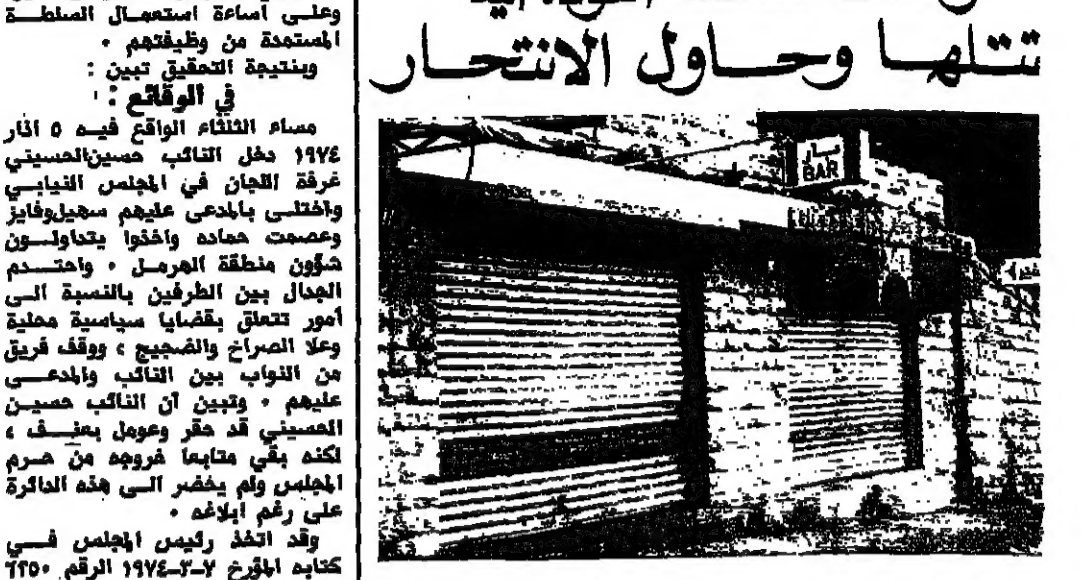 قتلها وحاول الانتحار
بار
BAR
وعلى اساءة استعمال السلطة
المستمدة من وظيفتهم •
وبنتيجة التحقيق تبين :
في الوقائع :
مساء الثلثاء الواقع فيه ٥ اذار
١٩٧٤ دخل النائب حسين الحسيني
غرفة اللجان في المجلس النيابي
واختلى بالمدعى عليهم سهيل وفايز
وعصمت حماده واخذوا يتداولون
شؤون منطقة الهرمل • واحتدم
الجدال بين الطرفين بالنسبة الى
أمور تتعلق بقضايا سياسية محلية
وعلا الصراخ والضجيج ، ووقف فريق
من النواب بين النائب والمدعى
عليهم • وتبين أن النائب حسين
الحسيني قد حقر وعومل بعنف ،
لكنه بقي متابعا خروجه من حرم
المجلس ولم يحضر الى هذه الدائرة
على رغم ابلاغه •
وقد اتخذ رئيس المجلس في
كتابه المؤرخ ٧-٣-١٩٧٤ الرقم ٦٢٥٠